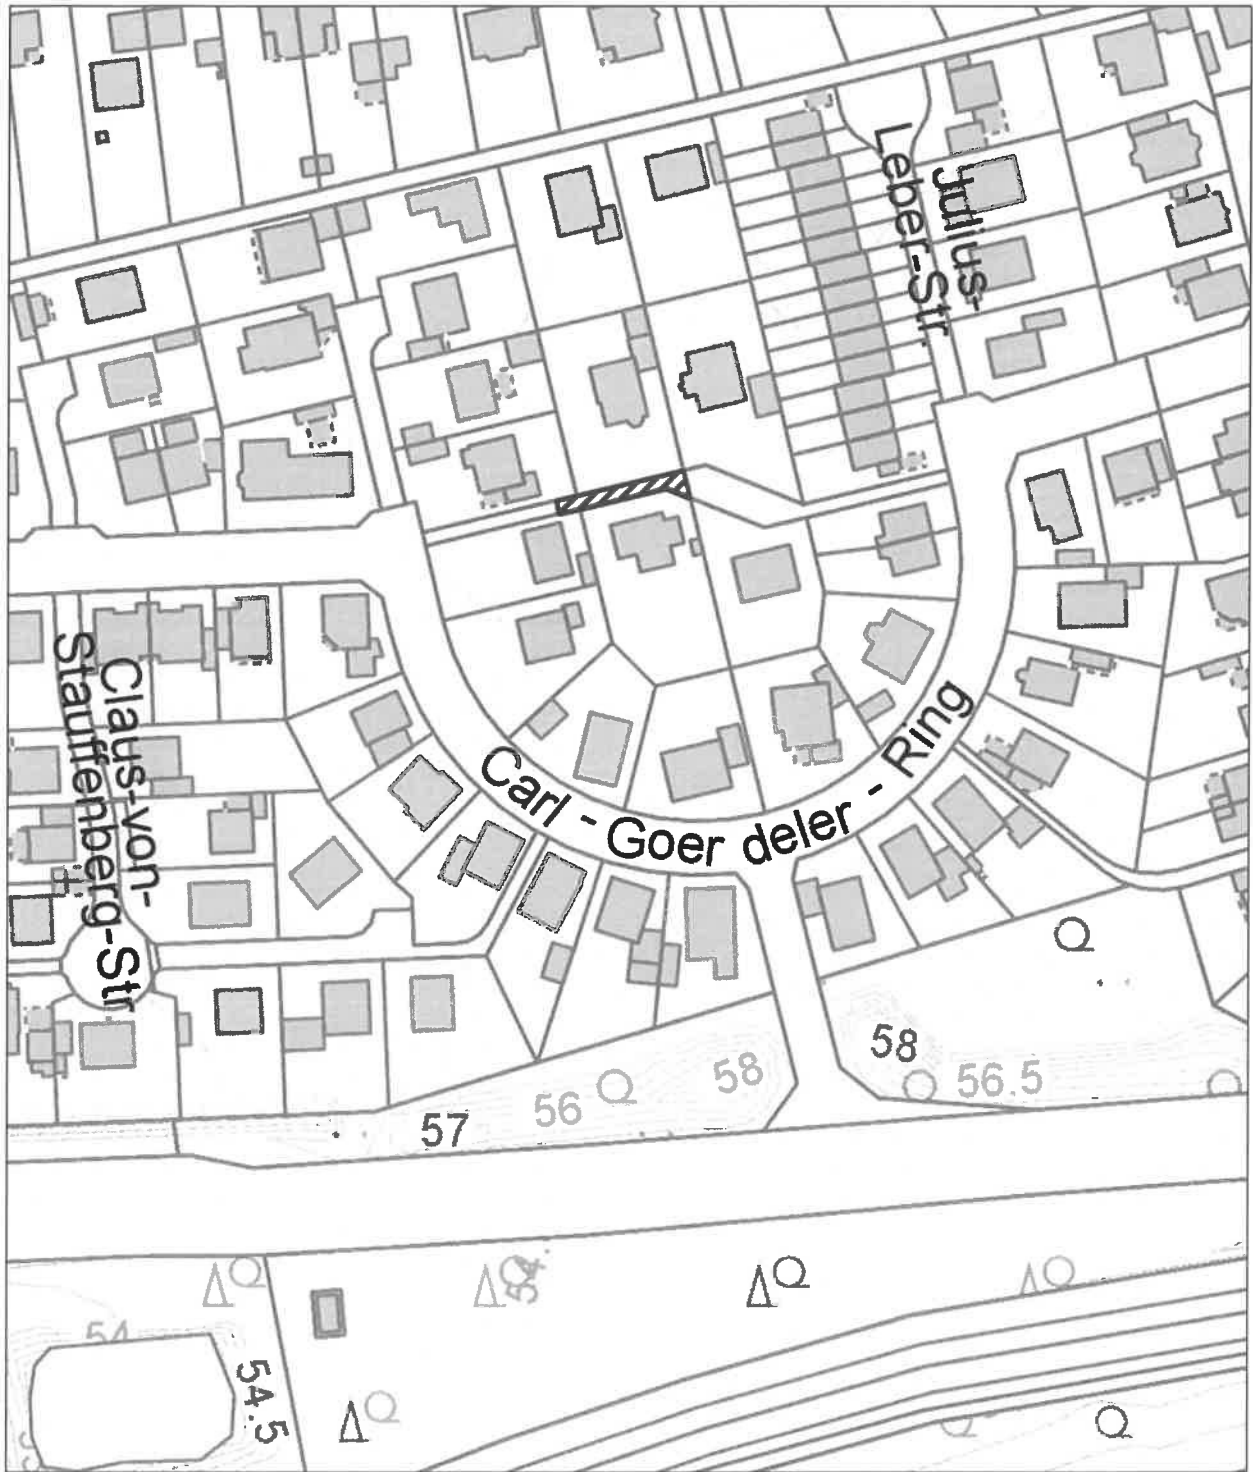 Julius-
Leber-Str.
Claus-von-
Stauffenberg-Str
Carl - Goer deler - Ring
58
56.5
58
56
57
54.
54
54.5